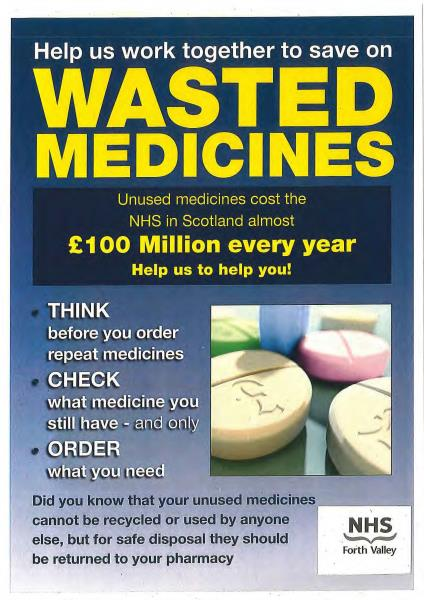 Help us work together to save on
WASTED
MEDICINES
Unused medicines cost the
NHS in Scotland almost
£100 Million every year
Help us to help you!
• THINK
before you order
repeat medicines
• CHECK
what medicine you
still have - and only
• ORDER
what you need
Did you know that your unused medicines
cannot be recycled or used by anyone
else, but for safe disposal they should
be returned to your pharmacy
NHS
Forth Valley